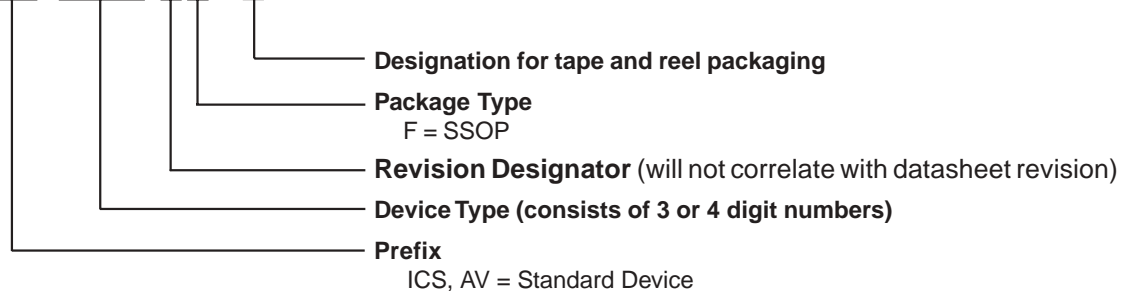 Designation for tape and reel packaging
Package Type
F = SSOP
Revision Designator (will not correlate with datasheet revision)
Device Type (consists of 3 or 4 digit numbers)
Prefix
ICS, AV = Standard Device